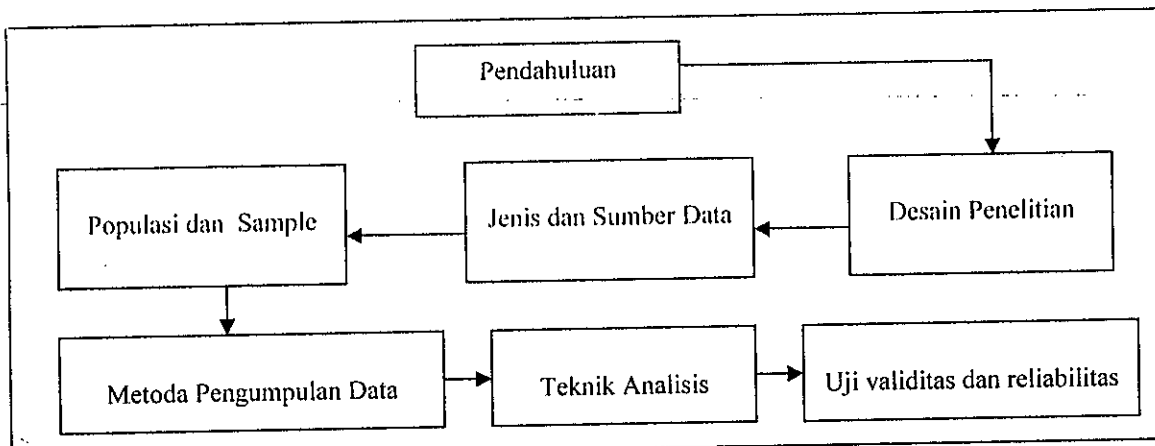 Pendahuluan
Desain Penelitian
Jenis dan Sumber Data
Populasi dan Sample
Metoda Pengumpulan Data
Teknik Analisis
Uji validitas dan reliabilitas